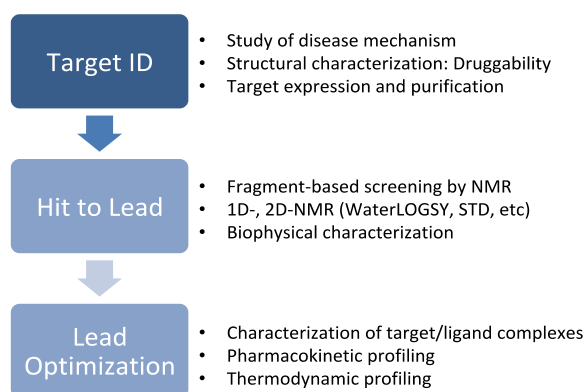 Target ID
• Study of disease mechanism
• Structural characterization: Druggability
• Target expression and purification
Hit to Lead
• Fragment-based screening by NMR
• 1D-, 2D-NMR (WaterLOGSY, STD, etc)
• Biophysical characterization
Lead
Optimization
• Characterization of target/ligand complexes
• Pharmacokinetic profiling
• Thermodynamic profiling